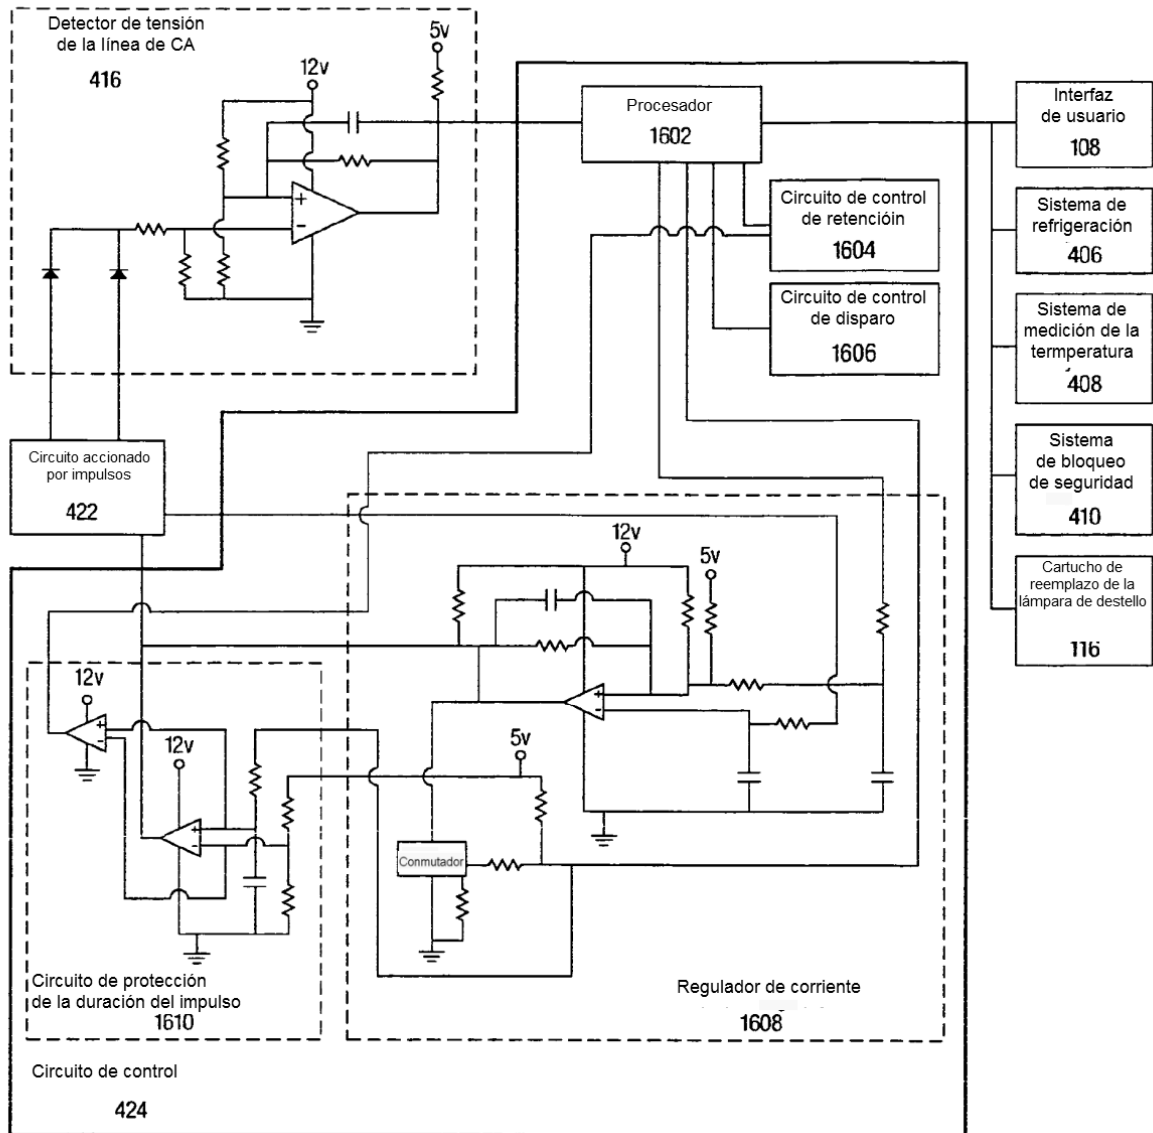 Detector de tensión
de la línea de CA
416
5v
12v
+
−
Procesador
1602
Interfaz
de usuario
108
Circuito de control
de retencióin
1604
Sistema de
refrigeración
406
Circuito de control
de disparo
1606
Sistema de
medición de la
termperatura
408
Circuito accionado
por impulsos
422
Sistema
de bloqueo
de seguridad
410
12v
5v
+
−
Cartucho de
reemplazo de la
lámpara de destello
116
12v
+
−
12v
+
−
5v
Conmutador
Circuito de protección
de la duración del impulso
1610
Regulador de corriente
1608
Circuito de control
424